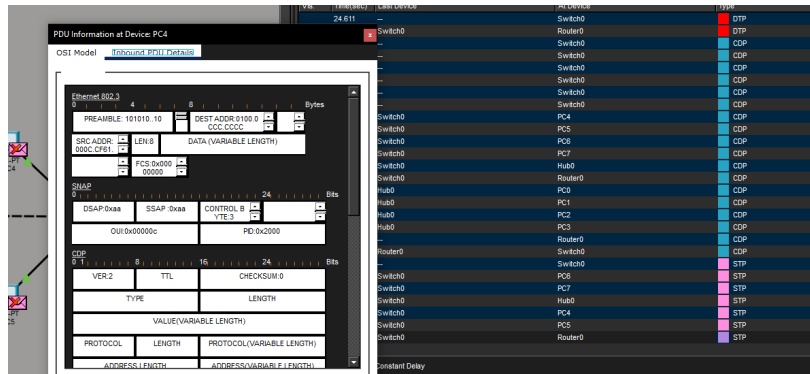 Vis. Time(sec) Last Device At Device Type
24.611 -- Switch0 DTP
Switch0 Router0 DTP
-- Switch0 CDP
-- Switch0 CDP
-- Switch0 CDP
-- Switch0 CDP
-- Switch0 CDP
Switch0 PC4 CDP
Switch0 PC5 CDP
Switch0 PC6 CDP
Switch0 PC7 CDP
Switch0 Hub0 CDP
Switch0 Router0 CDP
Hub0 PC0 CDP
Hub0 PC1 CDP
Hub0 PC2 CDP
Hub0 PC3 CDP
-- Router0 CDP
Router0 Switch0 CDP
-- Switch0 STP
Switch0 PC6 STP
Switch0 PC7 STP
Switch0 Hub0 STP
Switch0 PC4 STP
Switch0 PC5 STP
Switch0 Router0 STP
Constant Delay
PDU Information at Device: PC4
x
OSI Model Inbound PDU Details
Ethernet 802.3
0 4 8 Bytes
PREAMBLE: 101010..10 DEST ADDR:0100.0
CCC.CCCC
SRC ADDR: LEN:8 DATA (VARIABLE LENGTH)
000C.CF61.
FCS:0x000
00000
SNAP
0 24 Bits
DSAP:0xaa SSAP :0xaa CONTROL B
YTE:3
OUI:0x00000c PID:0x2000
CDP
0 1 8 16 24 Bits
VER:2 TTL CHECKSUM:0
TYPE LENGTH
VALUE(VARIABLE LENGTH)
PROTOCOL LENGTH PROTOCOL(VARIABLE LENGTH)
ADDRESS LENGTH ADDRESS(VARIABLE LENGTH)
-PT
C4
-PT
C5